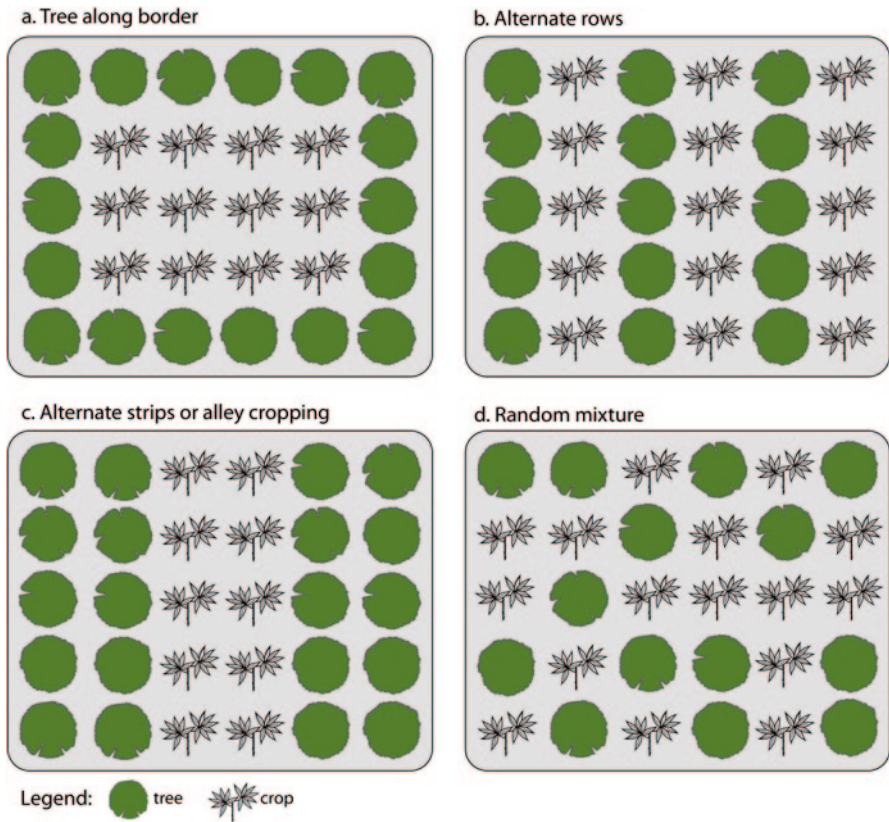 a. Tree along border
b. Alternate rows
c. Alternate strips or alley cropping
d. Random mixture
Legend: tree crop